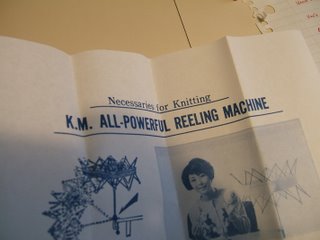 Necessaries for Knitting
K.M. ALL-POWERFUL REELING MACHINE